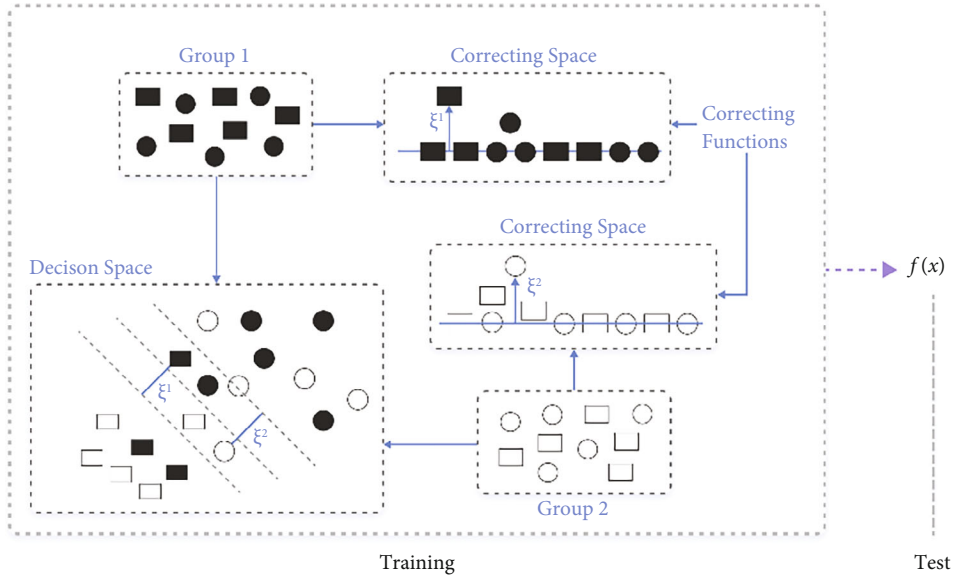 Group 1
Correcting Space
ξ1
Correcting
Functions
Correcting Space
ξ2
Decison Space
f(x)
ξ1
ξ2
Group 2
Training
Test